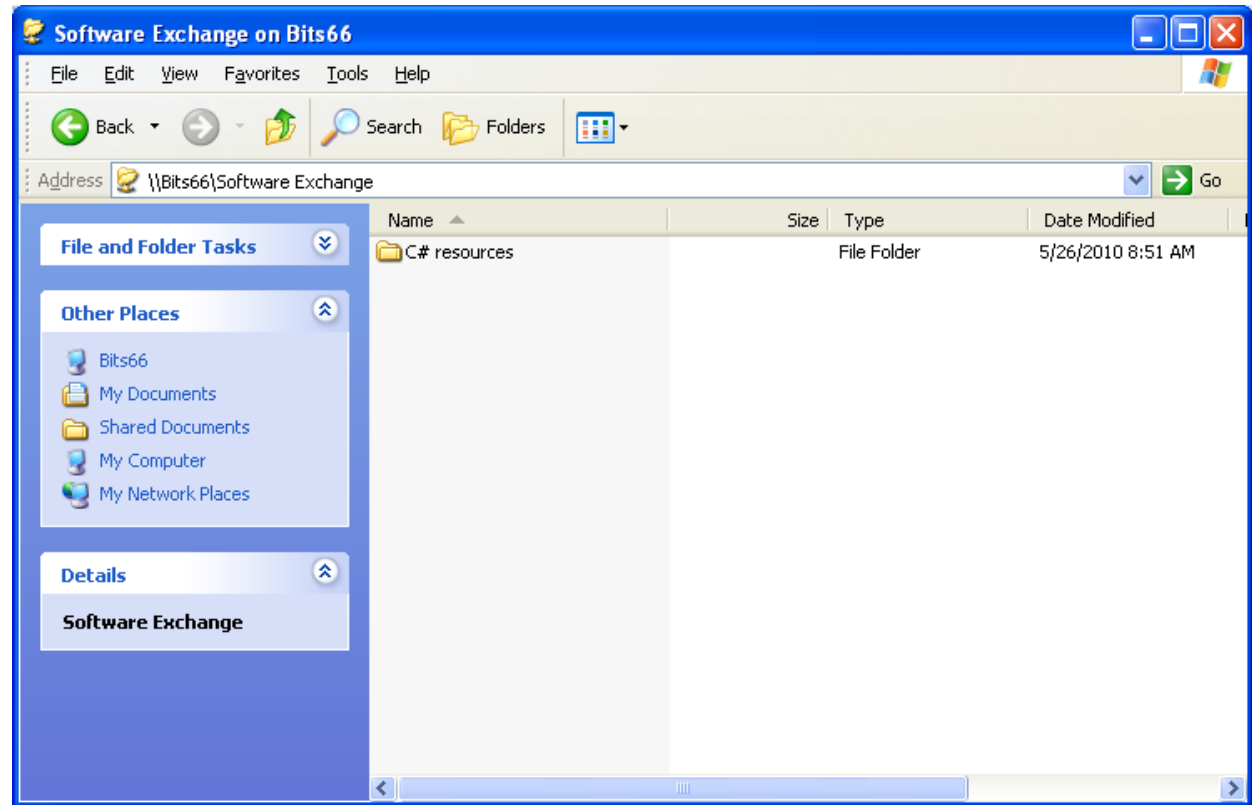 Software Exchange on Bits66
File Edit View Favorites Tools Help
Back Search Folders
Address \\Bits66\Software Exchange Go
Name Size Type Date Modified
C# resources File Folder 5/26/2010 8:51 AM
File and Folder Tasks
Other Places
Bits66
My Documents
Shared Documents
My Computer
My Network Places
Details
Software Exchange